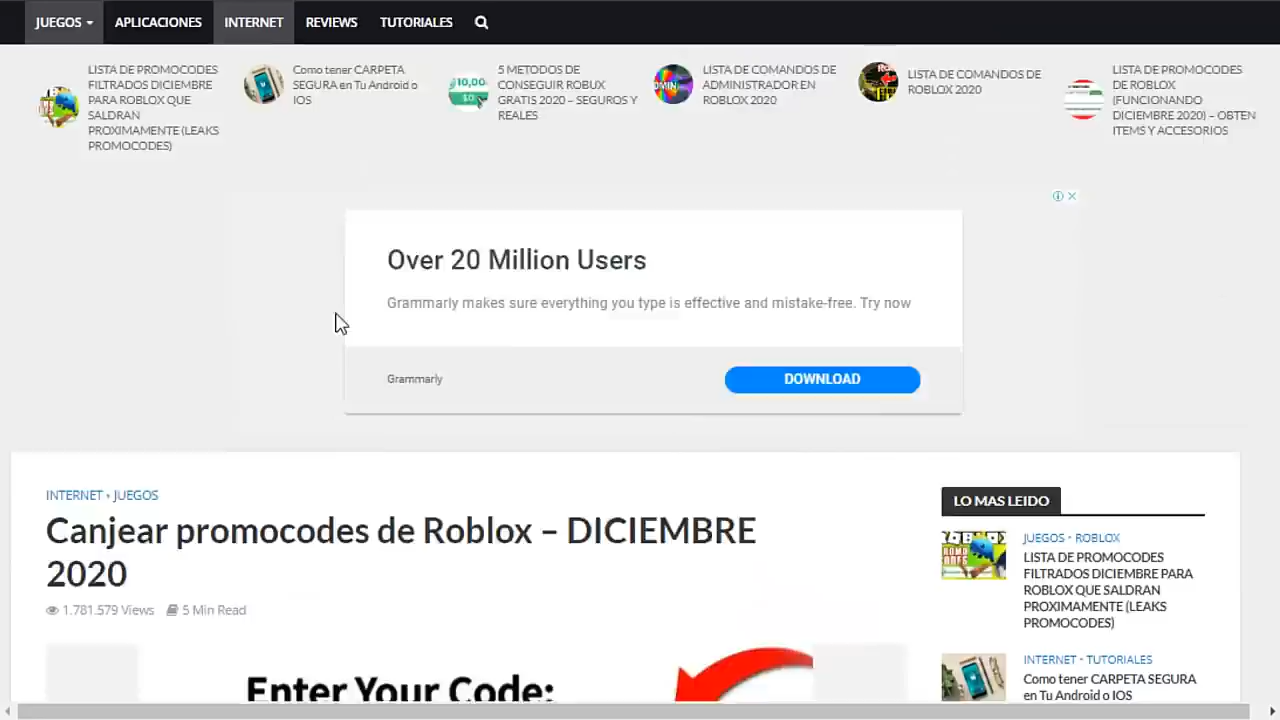 JUEGOS
APLICACIONES
INTERNET
REVIEWS
TUTORIALES
LISTA DE PROMOCODES
FILTRADOS DICIEMBRE
PARA ROBLOX QUE
SALDRAN
PROXIMAMENTE (LEAKS
PROMOCODES)
Como tener CARPETA
SEGURA en Tu Android o
IOS
10,00
$0
5 METODOS DE
CONSEGUIR ROBUX
GRATIS 2020 – SEGUROS Y
REALES
LISTA DE COMANDOS DE
ADMINISTRADOR EN
ROBLOX 2020
LISTA DE COMANDOS DE
ROBLOX 2020
LISTA DE PROMOCODES
DE ROBLOX
(FUNCIONANDO
DICIEMBRE 2020) – OBTEN
ITEMS Y ACCESORIOS
Over 20 Million Users
Grammarly makes sure everything you type is effective and mistake-free. Try now
Grammarly
DOWNLOAD
INTERNET • JUEGOS
Canjear promocodes de Roblox – DICIEMBRE
2020
1.781.579 Views
5 Min Read
Enter Your Code:
LO MAS LEIDO
JUEGOS • ROBLOX
LISTA DE PROMOCODES
FILTRADOS DICIEMBRE PARA
ROBLOX QUE SALDRAN
PROXIMAMENTE (LEAKS
PROMOCODES)
INTERNET • TUTORIALES
Como tener CARPETA SEGURA
en Tu Android o IOS